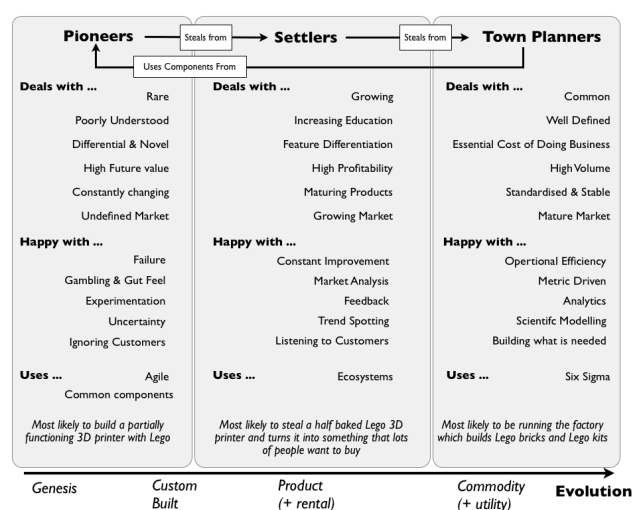 Pioneers
Steals from
Settlers
Steals from
Town Planners
Uses Components From
Deals with ...
Rare
Poorly Understood
Differential & Novel
High Future value
Constantly changing
Undefined Market
Happy with ...
Failure
Gambling & Gut Feel
Experimentation
Uncertainty
Ignoring Customers
Uses ...
Agile
Common components
Most likely to build a partially
functioning 3D printer with Lego
Deals with ...
Growing
Increasing Education
Feature Differentiation
High Profitability
Maturing Products
Growing Market
Happy with ...
Constant Improvement
Market Analysis
Feedback
Trend Spotting
Listening to Customers
Uses ...
Ecosystems
Most likely to steal a half baked Lego 3D
printer and turns it into something that lots
of people want to buy
Deals with ...
Common
Well Defined
Essential Cost of Doing Business
High Volume
Standardised & Stable
Mature Market
Happy with ...
Opertional Efficiency
Metric Driven
Analytics
Scientifc Modelling
Building what is needed
Uses ...
Six Sigma
Most likely to be running the factory
which builds Lego bricks and Lego kits
Genesis
Custom
Built
Product
(+ rental)
Commodity
(+ utility)
Evolution